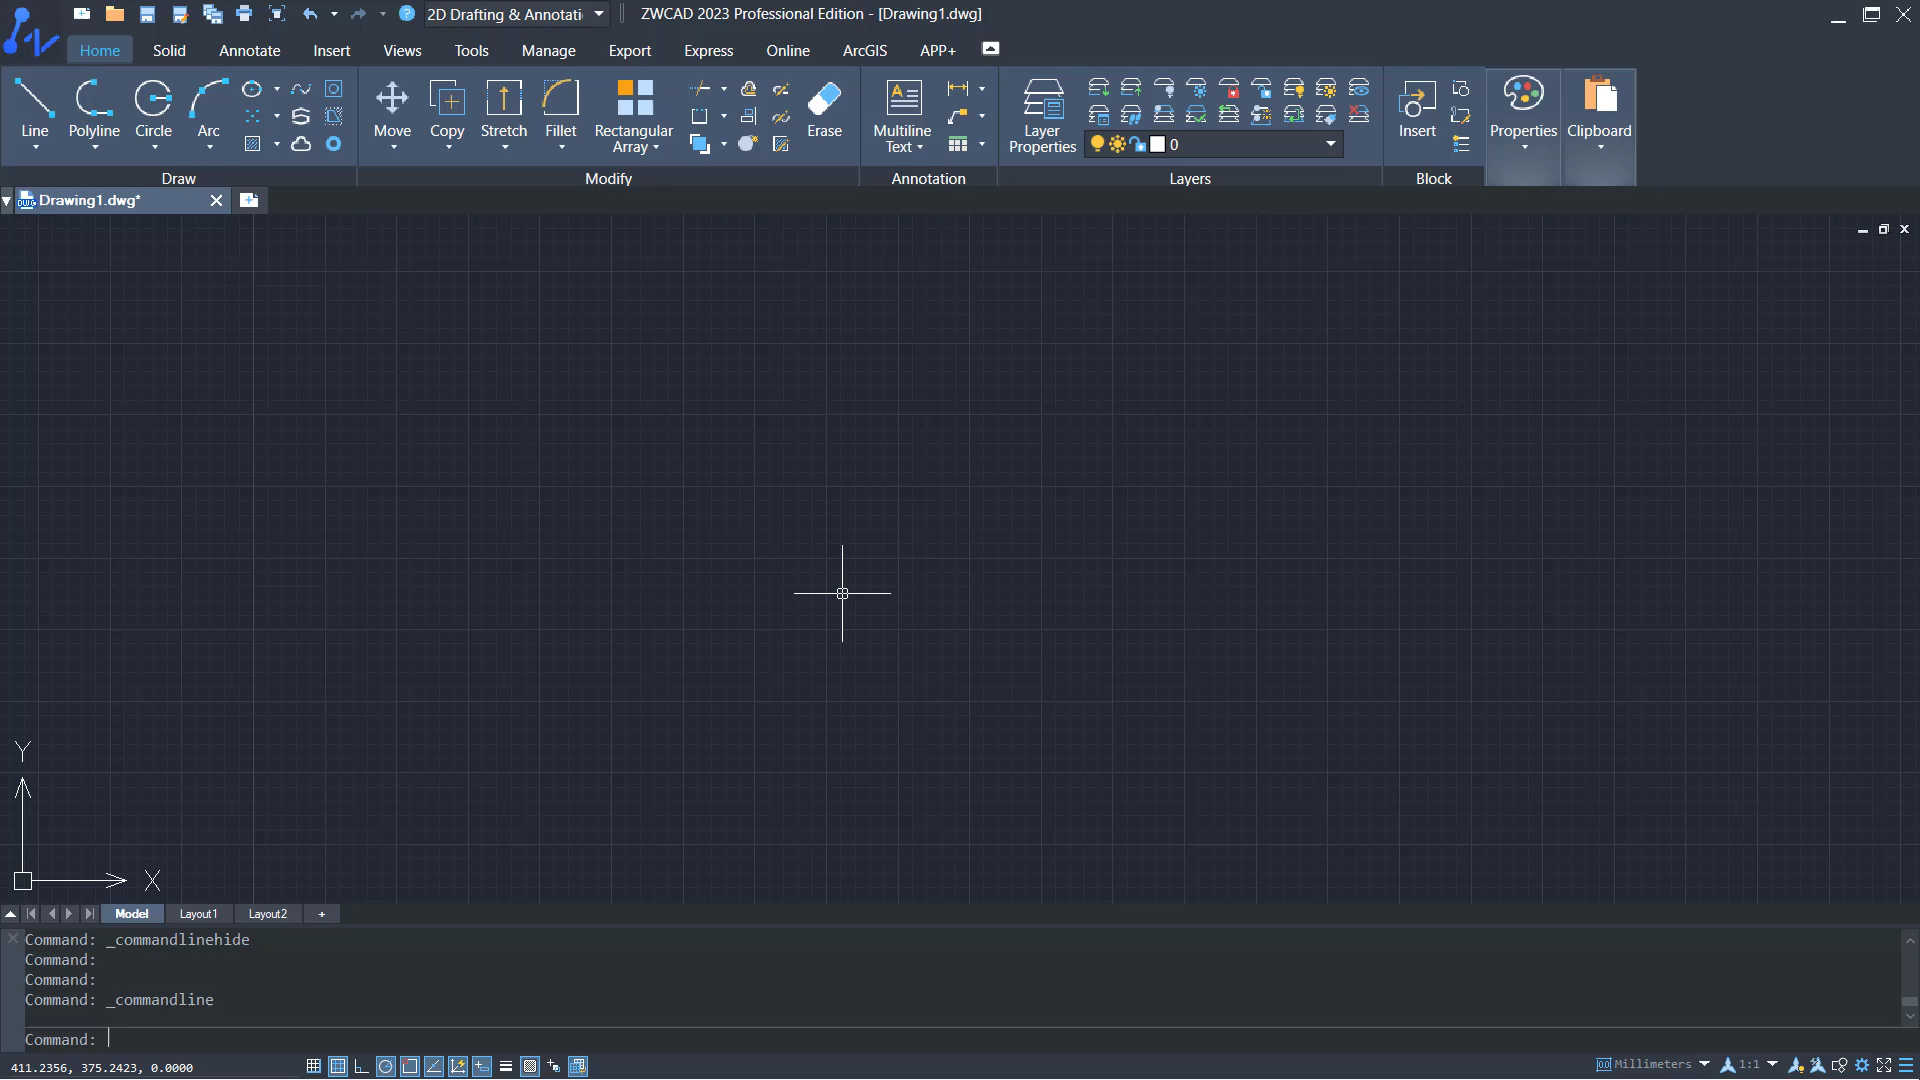 2D Drafting & Annotati
ZWCAD 2023 Professional Edition - [Drawing1.dwg]
Home
Solid
Annotate
Insert
Views
Tools
Manage
Export
Express
Online
ArcGIS
APP+
Line
Polyline
Circle
Arc
Move
Copy
Stretch
Fillet
Rectangular
Array
Erase
Multiline
Text
Layer
Properties
0
Insert
Properties
Clipboard
Draw
Modify
Annotation
Layers
Block
Drawing1.dwg*
Y
X
Model
Layout1
Layout2
+
Command: _commandlinehide
Command:
Command:
Command: _commandline
Command:
411.2356, 375.2423, 0.0000
Millimeters
1:1